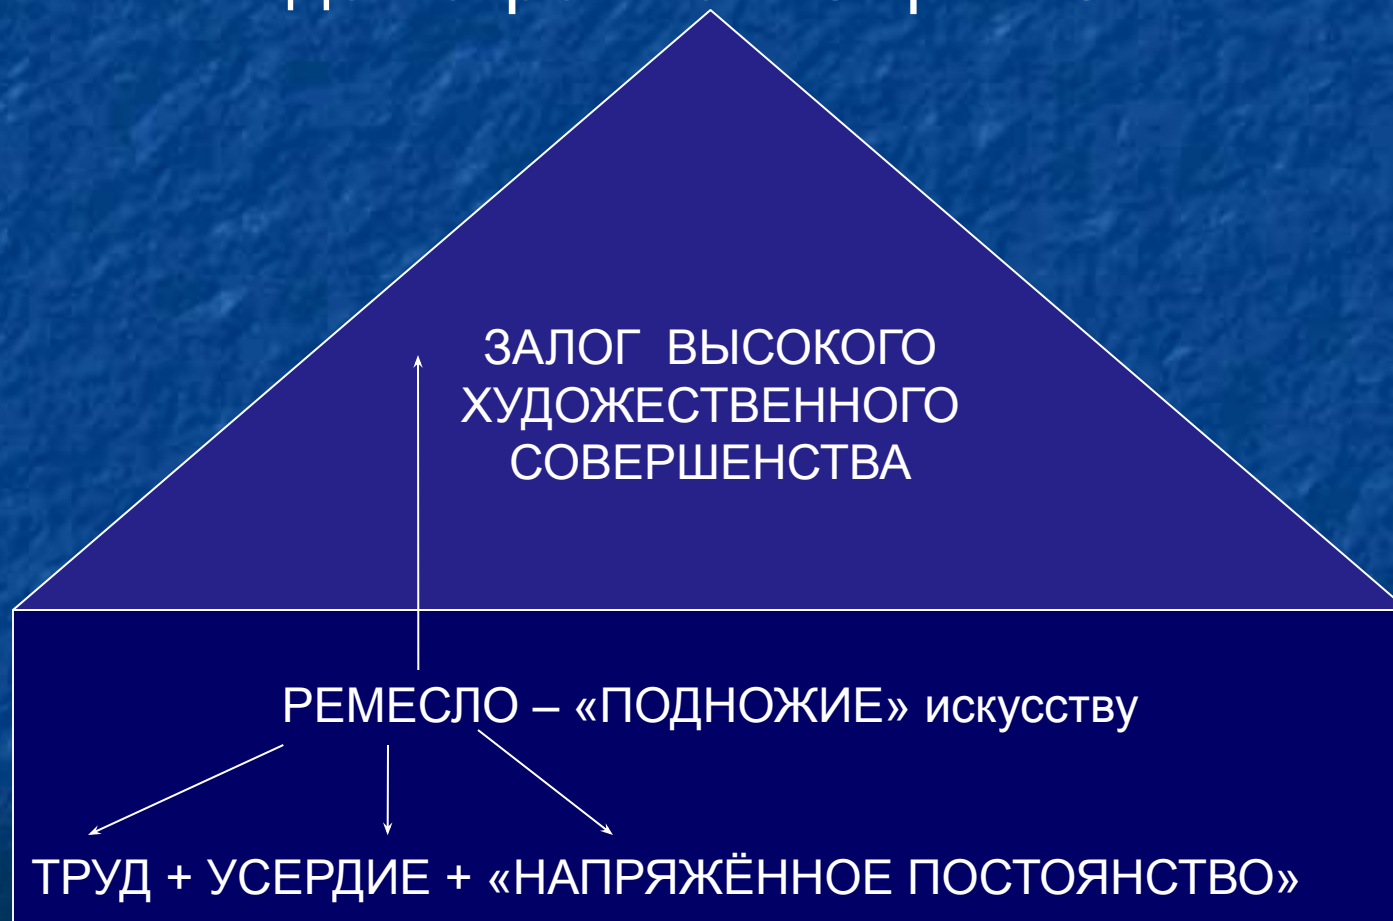 ЗАЛОГ ВЫСОКОГО
ХУДОЖЕСТВЕННОГО
СОВЕРШЕНСТВА
РЕМЕСЛО – «ПОДНОЖИЕ» искусству
ТРУД + УСЕРДИЕ + «НАПРЯЖЁННОЕ ПОСТОЯНСТВО»